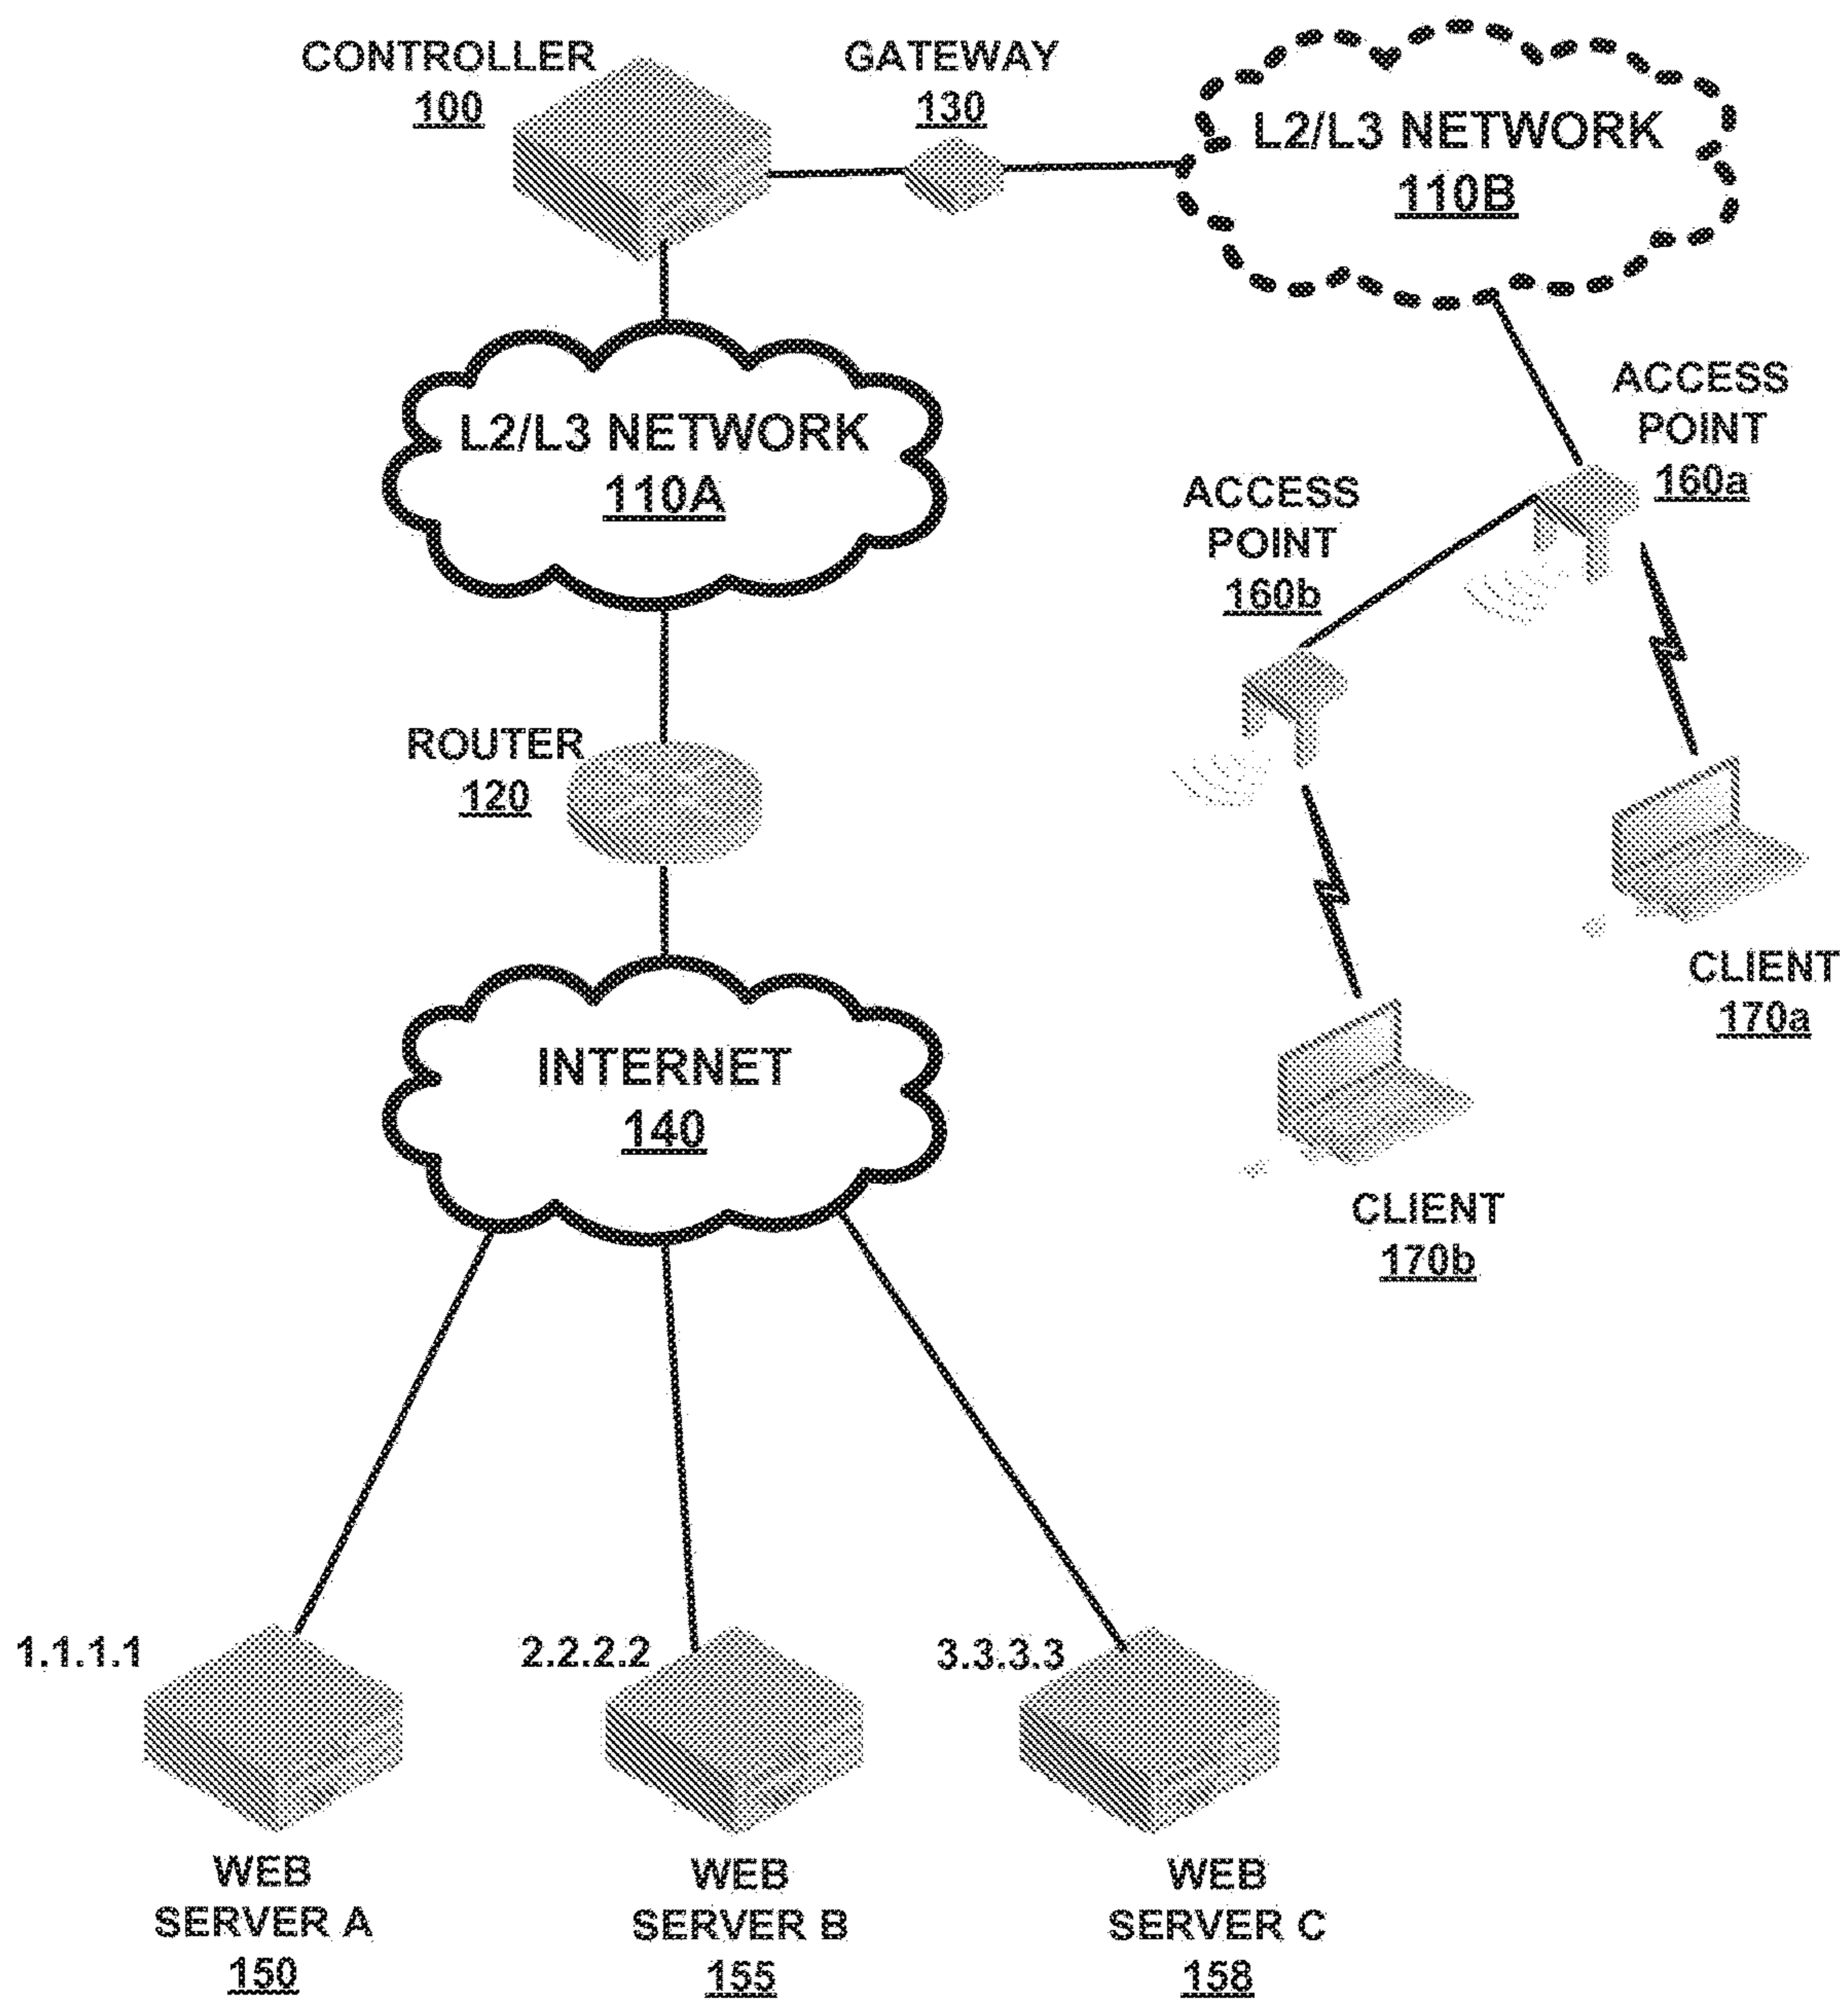 CONTROLLER
100
GATEWAY
130
L2/L3 NETWORK
110B
L2/L3 NETWORK
110A
ACCESS
POINT
160a
ACCESS
POINT
160b
ROUTER
120
CLIENT
170a
INTERNET
140
CLIENT
170b
1.1.1.1
2.2.2.2
3.3.3.3
WEB
SERVER A
150
WEB
SERVER B
155
WEB
SERVER C
158